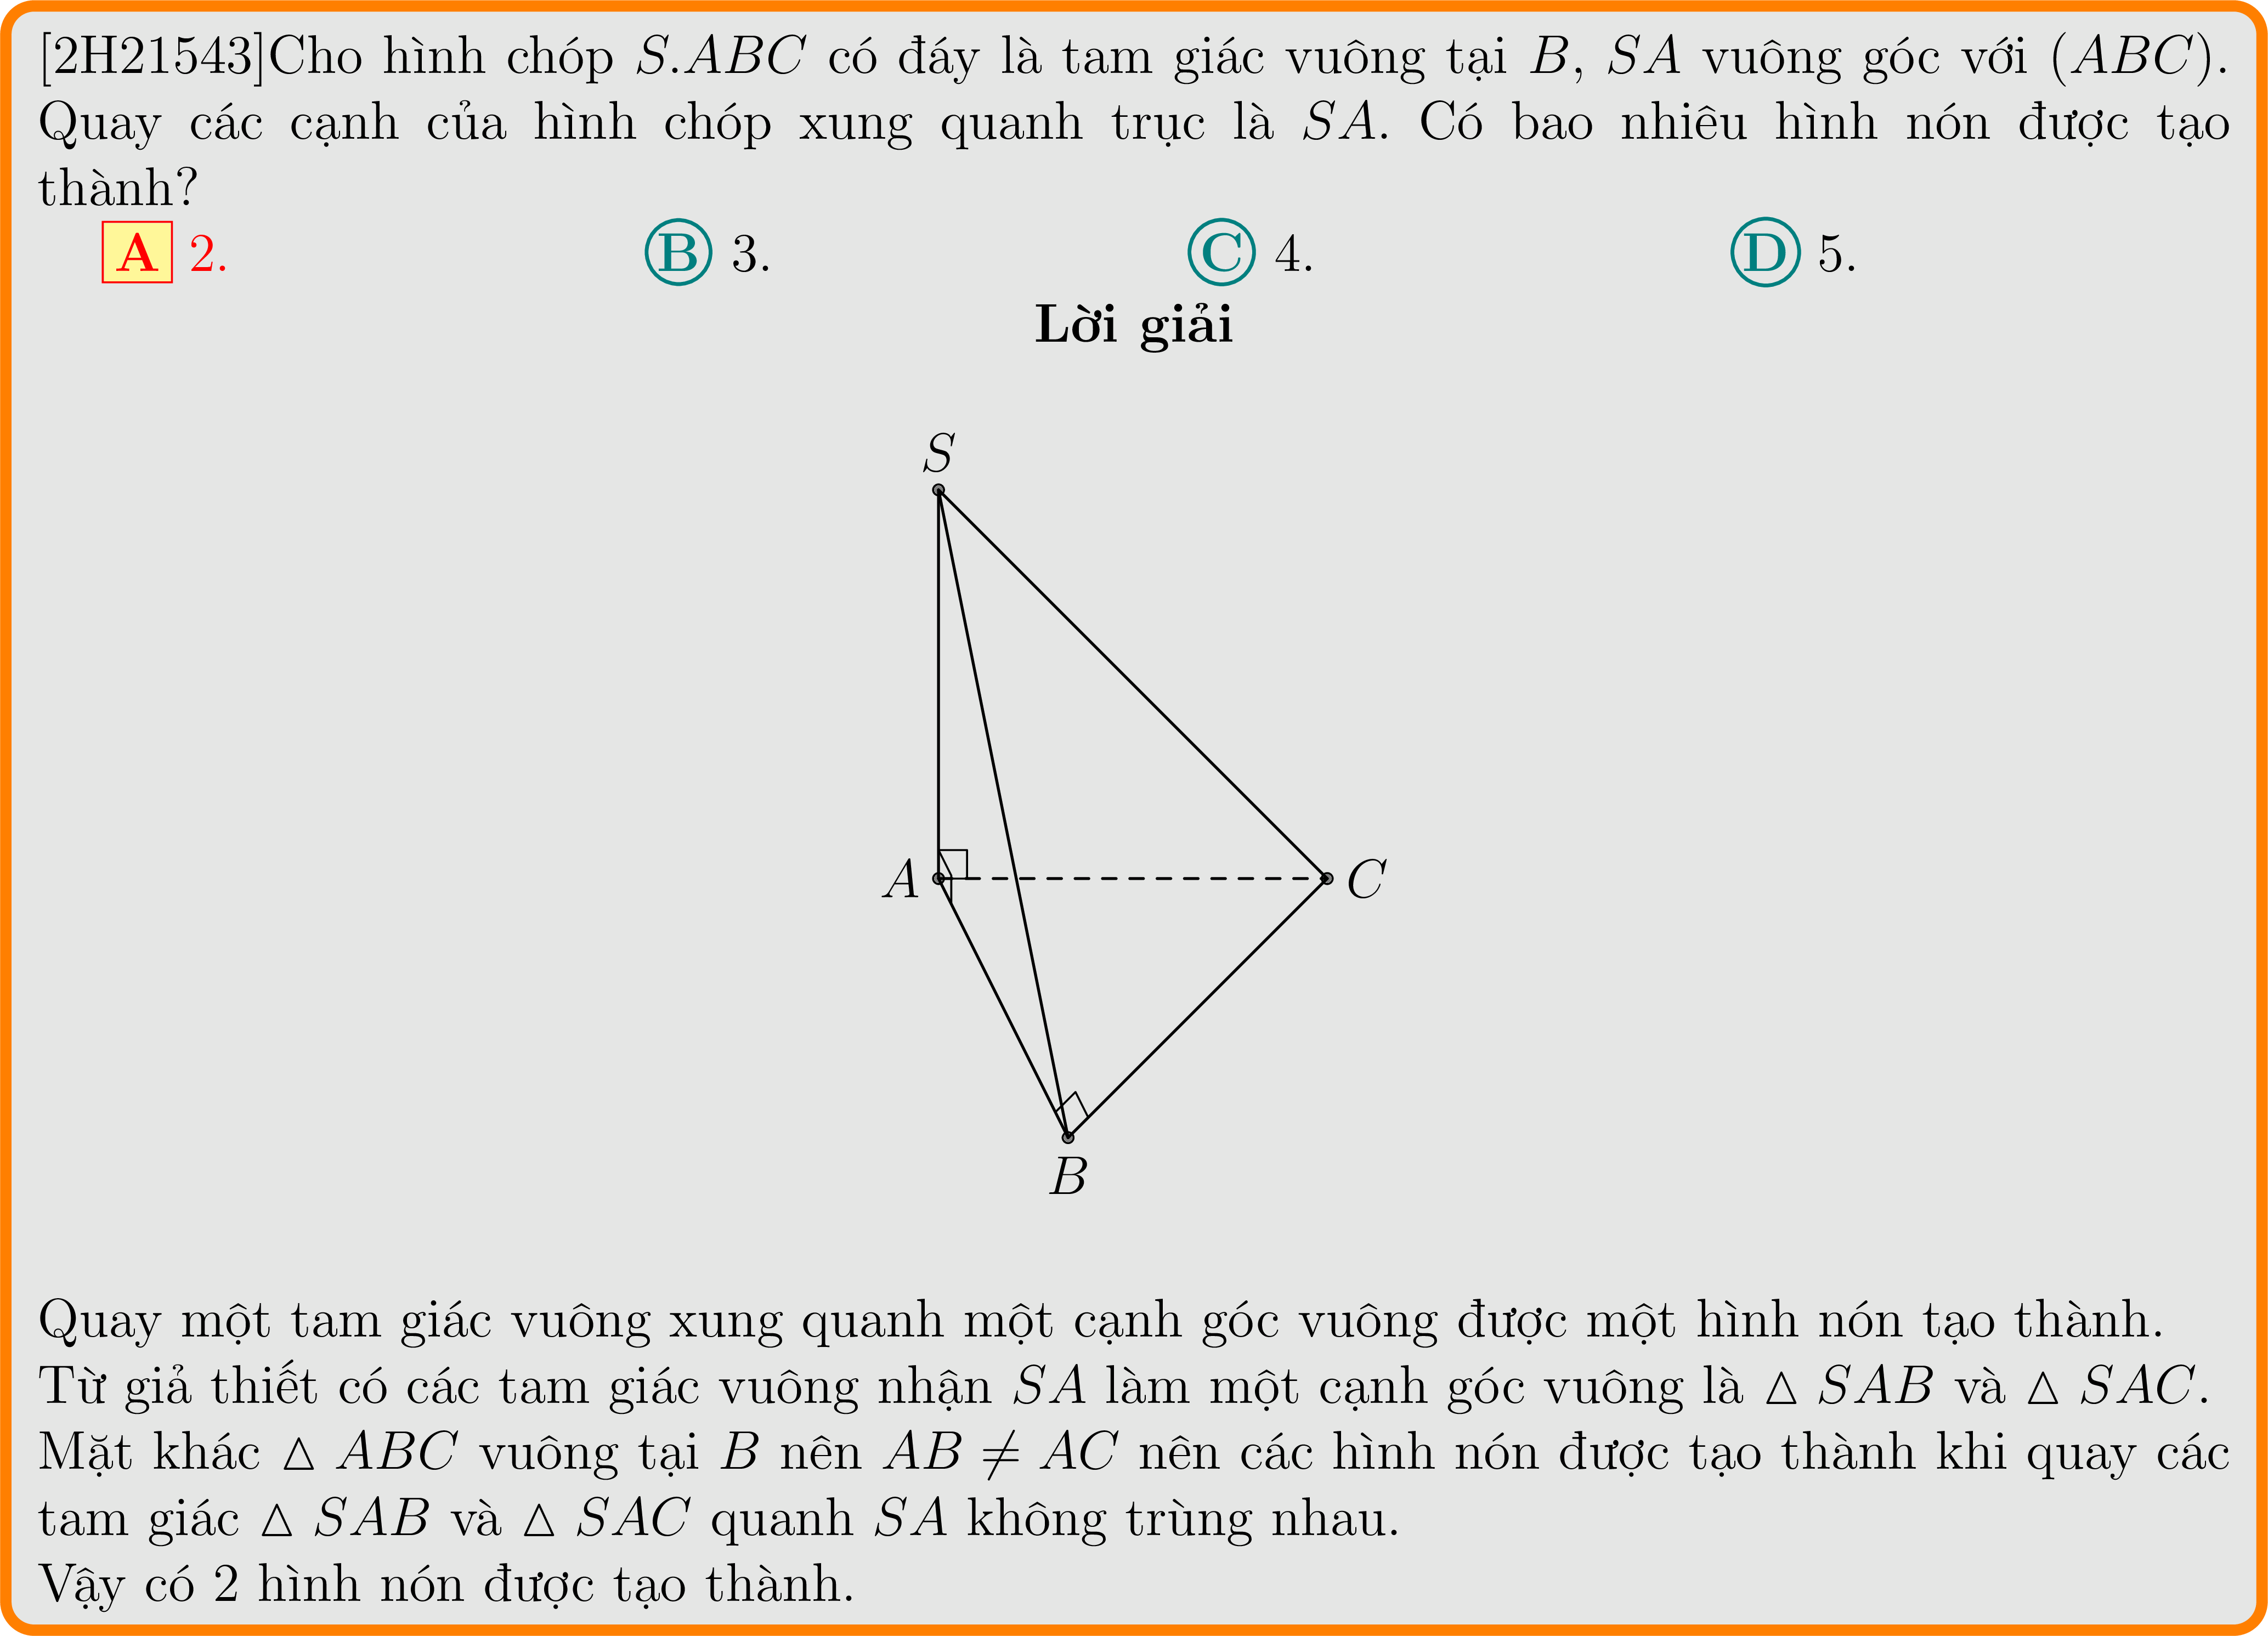 [2H21543]Cho hình chóp S.ABC có đáy là tam giác vuông tại B, SA vuông góc với (ABC).
Quay các cạnh của hình chóp xung quanh trục là SA. Có bao nhiêu hình nón được tạo
thành?
A 2. B 3. C 4. D 5.
Lời giải
S
A
C
B
Quay một tam giác vuông xung quanh một cạnh góc vuông được một hình nón tạo thành.
Từ giả thiết có các tam giác vuông nhận SA làm một cạnh góc vuông là △ SAB và △ SAC.
Mặt khác △ ABC vuông tại B nên AB ≠ AC nên các hình nón được tạo thành khi quay các
tam giác △ SAB và △ SAC quanh SA không trùng nhau.
Vậy có 2 hình nón được tạo thành.